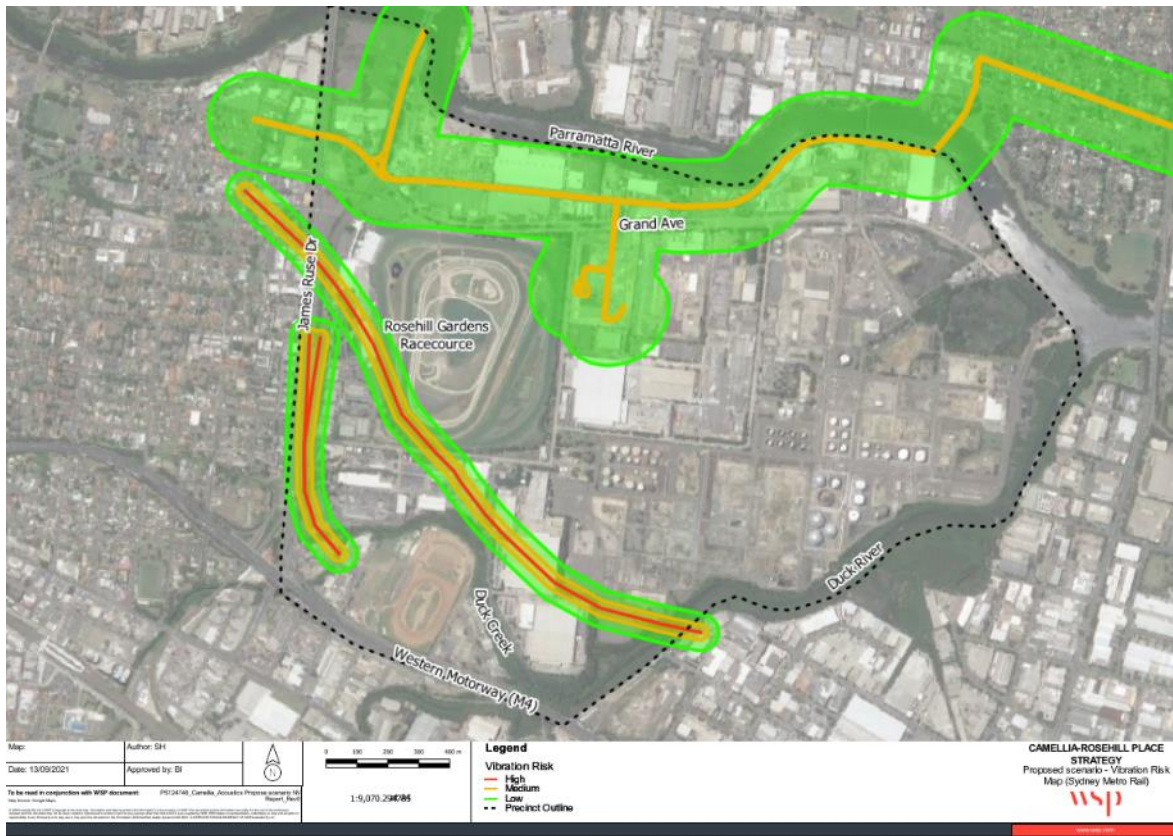 Parramatta River
Grand Ave
James Ruse Dr
Rosehill Gardens
Racecource
Duck River
Duck Creek
Western Motorway (M4)
Map:
Author: SH
Date: 13/09/2021
Approved by: BI
N
0 100 200 300 400 m
To be read in conjunction with WSP document:
Legend
Vibration Risk
High
Medium
Low
Precinct Outline
CAMELLIA-ROSEHILL PLACE
STRATEGY
Proposed scenario - Vibration Risk
Map (Sydney Metro Rail)
wsp
www.wsp.com